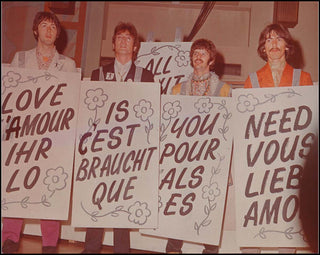 ALL
LOVE
L'AMOUR
IHR
LO
IS
C'EST
BRAUCHT
QUE
YOU
POUR
ALS
ES
NEED
VOUS
LIEB
AMO